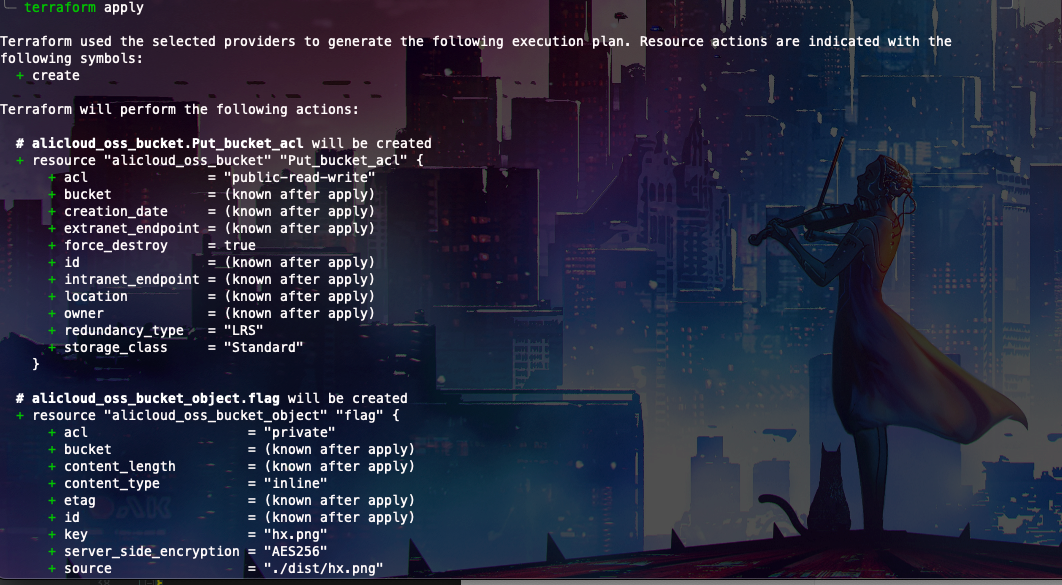 terraform apply
Terraform used the selected providers to generate the following execution plan. Resource actions are indicated with the
following symbols:
+ create
Terraform will perform the following actions:
# alicloud_oss_bucket.Put_bucket_acl will be created
+ resource "alicloud_oss_bucket" "Put_bucket_acl" {
+ acl = "public-read-write"
+ bucket = (known after apply)
+ creation_date = (known after apply)
+ extranet_endpoint = (known after apply)
+ force_destroy = true
+ id = (known after apply)
+ intranet_endpoint = (known after apply)
+ location = (known after apply)
+ owner = (known after apply)
+ redundancy_type = "LRS"
+ storage_class = "Standard"
}
# alicloud_oss_bucket_object.flag will be created
+ resource "alicloud_oss_bucket_object" "flag" {
+ acl = "private"
+ bucket = (known after apply)
+ content_length = (known after apply)
+ content_type = "inline"
+ etag = (known after apply)
+ id = (known after apply)
+ key = "hx.png"
+ server_side_encryption = "AES256"
+ source = "./dist/hx.png"